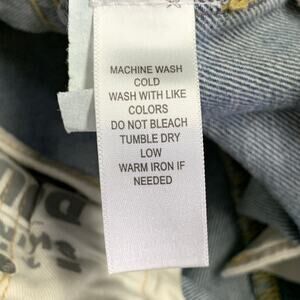 MACHINE WASH
COLD
WASH WITH LIKE
COLORS
DO NOT BLEACH
TUMBLE DRY
LOW
WARM IRON IF
NEEDED